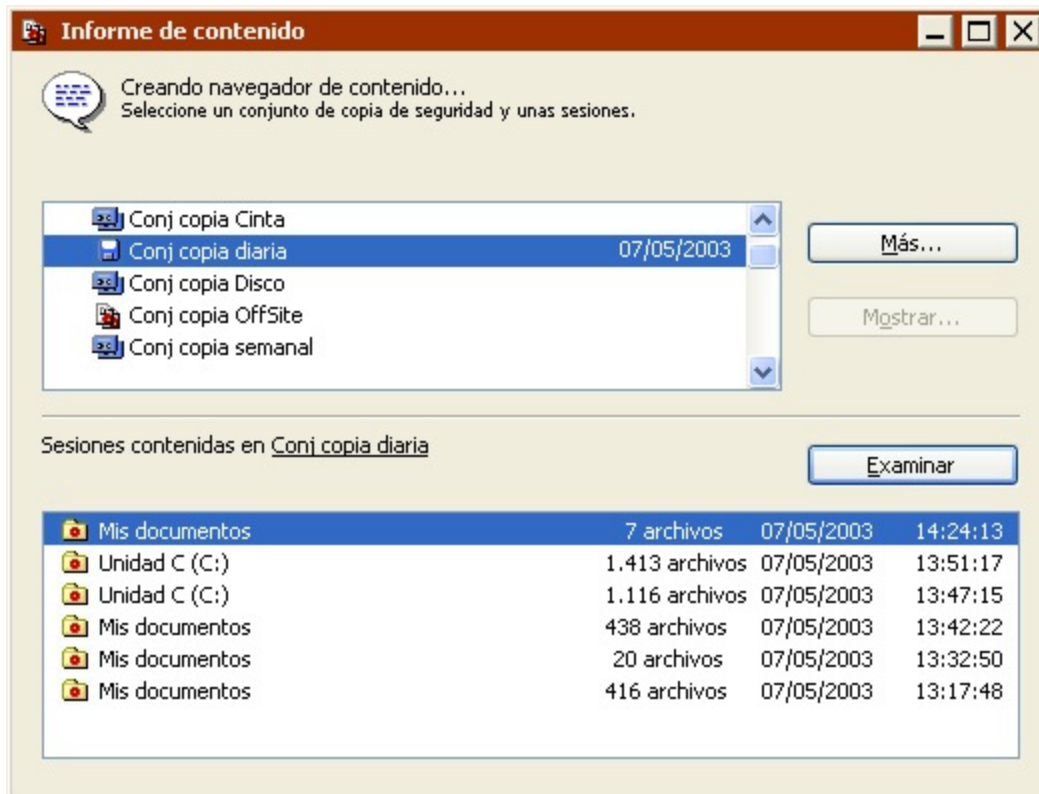 Informe de contenido
Creando navegador de contenido...
Seleccione un conjunto de copia de seguridad y unas sesiones.
Conj copia Cinta
Conj copia diaria 07/05/2003
Más...
Conj copia Disco
Conj copia OffSite
Mostrar...
Conj copia semanal
Sesiones contenidas en Conj copia diaria
Examinar
Mis documentos 7 archivos 07/05/2003 14:24:13
Unidad C (C:) 1.413 archivos 07/05/2003 13:51:17
Unidad C (C:) 1.116 archivos 07/05/2003 13:47:15
Mis documentos 438 archivos 07/05/2003 13:42:22
Mis documentos 20 archivos 07/05/2003 13:32:50
Mis documentos 416 archivos 07/05/2003 13:17:48